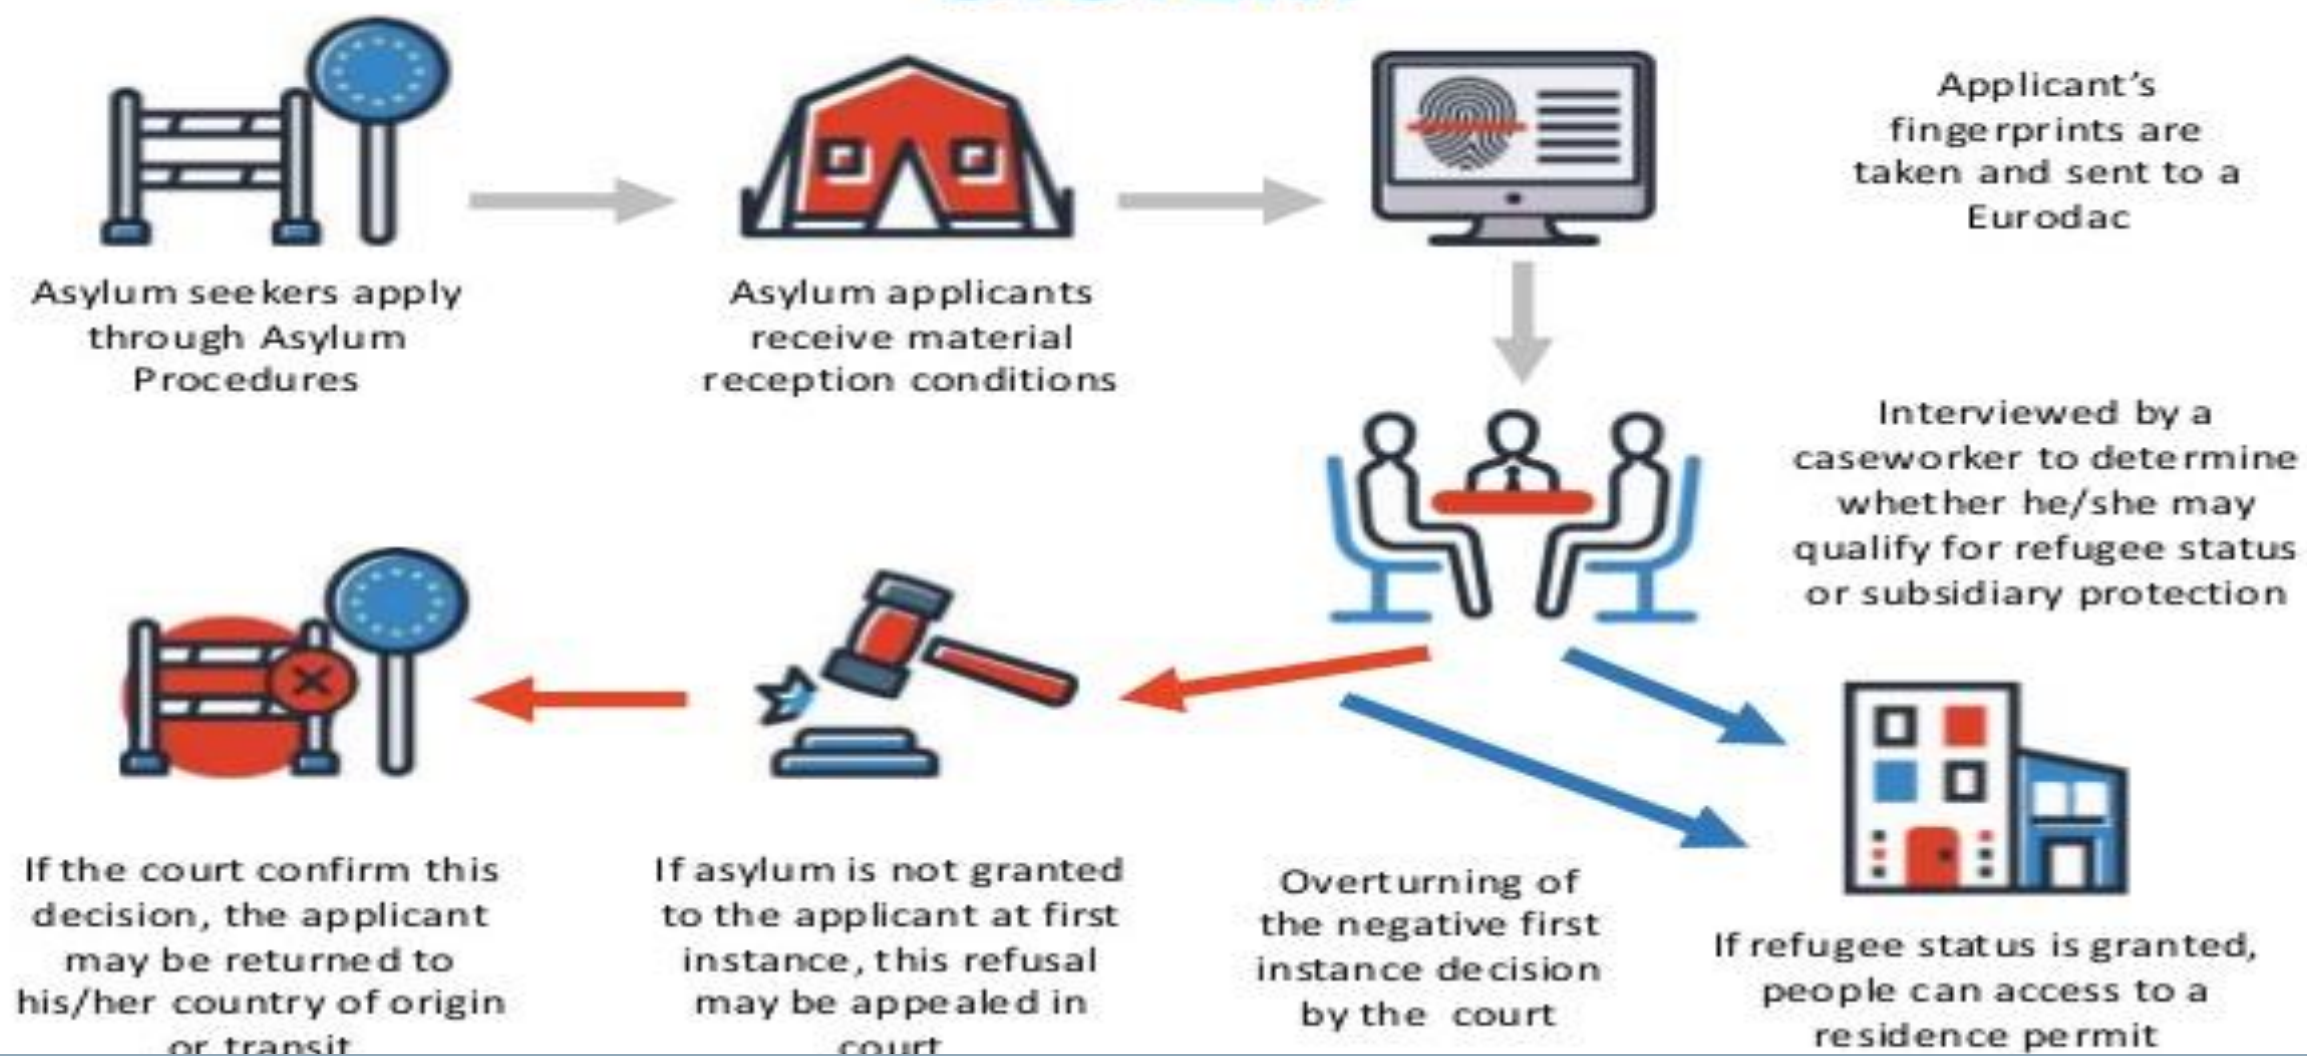 Asylum seekers apply
through Asylum
Procedures
Asylum applicants
receive material
reception conditions
Applicant's
fingerprints are
taken and sent to a
Eurodac
Interviewed by a
caseworker to determine
whether he/she may
qualify for refugee status
or subsidiary protection
If the court confirm this
decision, the applicant
may be returned to
his/her country of origin
or transit
If asylum is not granted
to the applicant at first
instance, this refusal
may be appealed in
court
Overturning of
the negative first
instance decision
by the court
If refugee status is granted,
people can access to a
residence permit